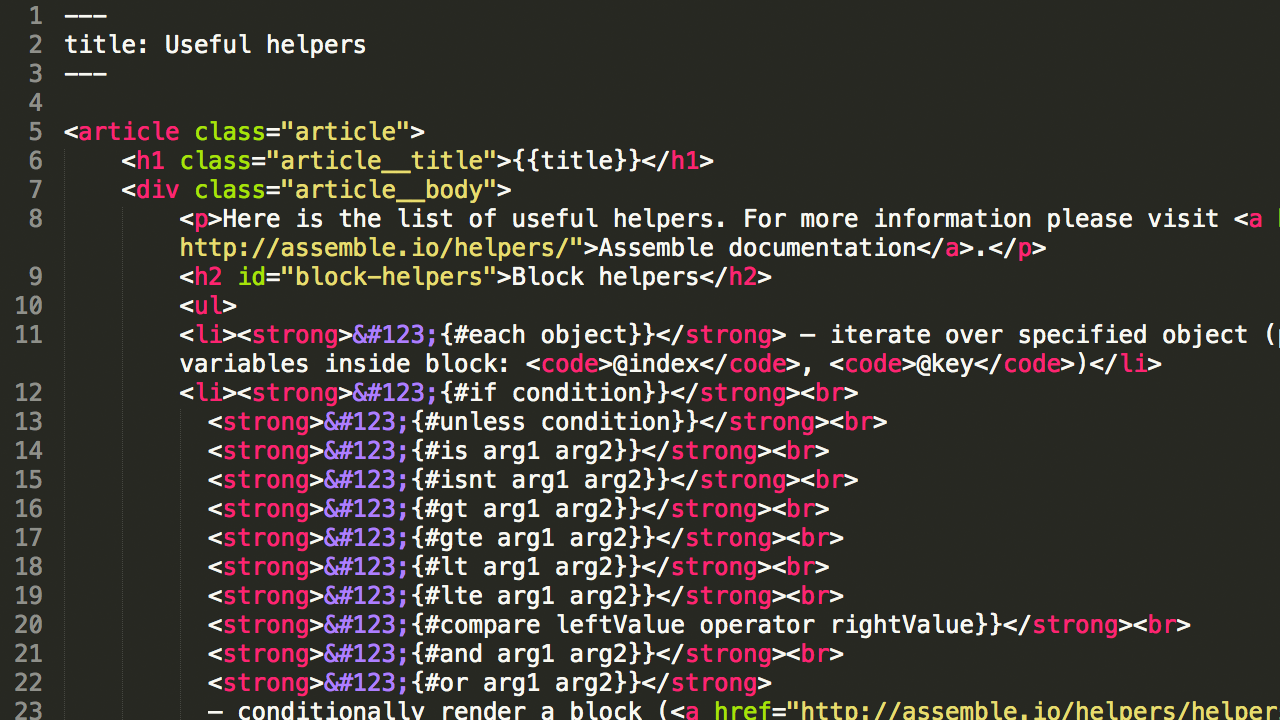 1 ---
2 title: Useful helpers
3 ---
4
5 <article class="article">
6 <h1 class="article__title">{{title}}</h1>
7 <div class="article__body">
8 <p>Here is the list of useful helpers. For more information please visit <a
http://assemble.io/helpers/">Assemble documentation</a>.</p>
9 <h2 id="block-helpers">Block helpers</h2>
10 <ul>
11 <li><strong>&#123;{#each object}}</strong> — iterate over specified object (
variables inside block: <code>@index</code>, <code>@key</code>)</li>
12 <li><strong>&#123;{#if condition}}</strong><br>
13 <strong>&#123;{#unless condition}}</strong><br>
14 <strong>&#123;{#is arg1 arg2}}</strong><br>
15 <strong>&#123;{#isnt arg1 arg2}}</strong><br>
16 <strong>&#123;{#gt arg1 arg2}}</strong><br>
17 <strong>&#123;{#gte arg1 arg2}}</strong><br>
18 <strong>&#123;{#lt arg1 arg2}}</strong><br>
19 <strong>&#123;{#lte arg1 arg2}}</strong><br>
20 <strong>&#123;{#compare leftValue operator rightValue}}</strong><br>
21 <strong>&#123;{#and arg1 arg2}}</strong><br>
22 <strong>&#123;{#or arg1 arg2}}</strong>
23 — conditionally render a block (<a href="http://assemble.io/helpers/helper